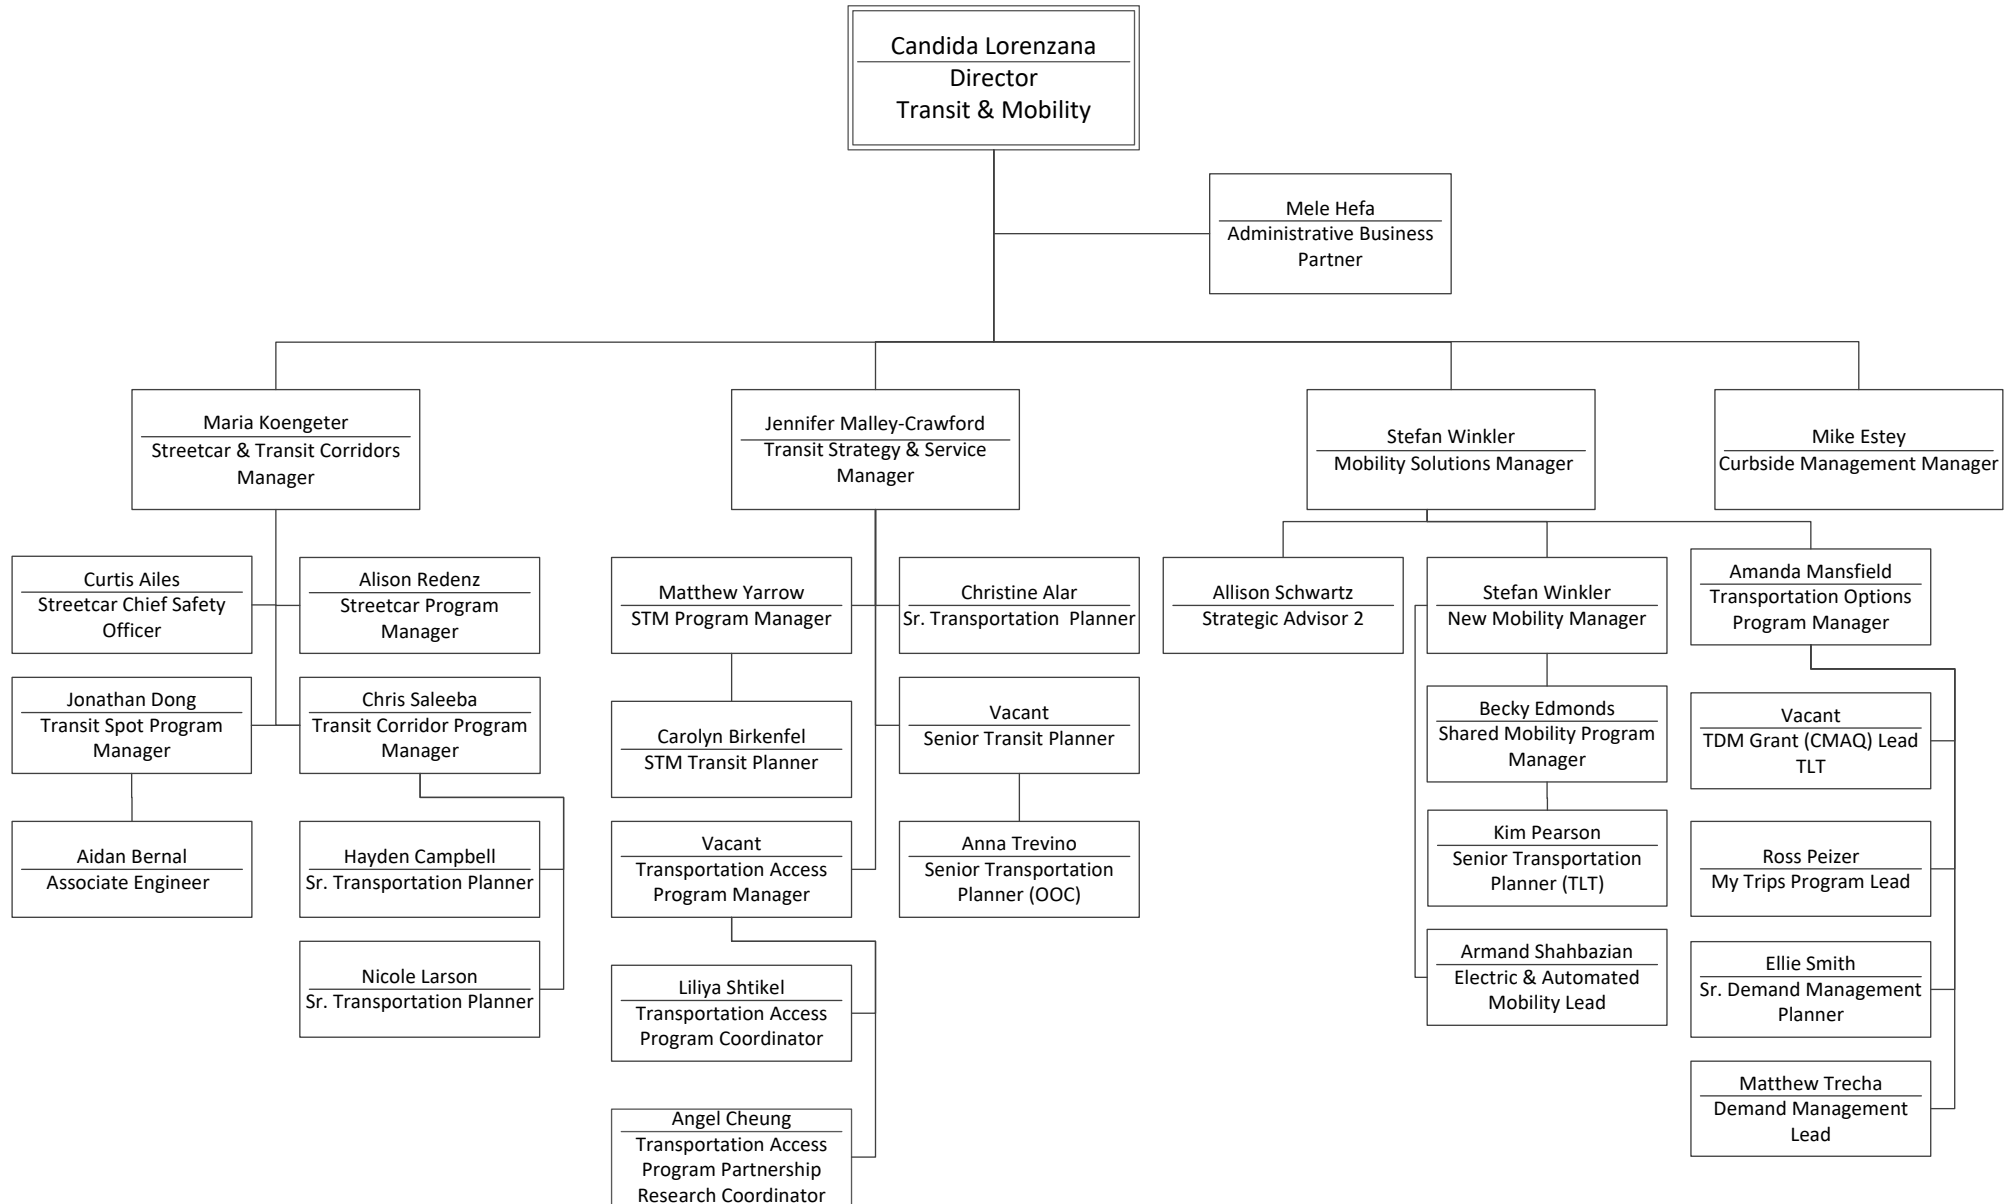 Candida Lorenzana
Director
Transit & Mobility
Mele Hefa
Administrative Business
Partner
Maria Koengeter
Streetcar & Transit Corridors
Manager
Jennifer Malley-Crawford
Transit Strategy & Service
Manager
Stefan Winkler
Mobility Solutions Manager
Mike Estey
Curbside Management Manager
Curtis Ailes
Streetcar Chief Safety
Officer
Alison Redenz
Streetcar Program
Manager
Jonathan Dong
Transit Spot Program
Manager
Chris Saleeba
Transit Corridor Program
Manager
Aidan Bernal
Associate Engineer
Hayden Campbell
Sr. Transportation Planner
Nicole Larson
Sr. Transportation Planner
Matthew Yarrow
STM Program Manager
Christine Alar
Sr. Transportation  Planner
Carolyn Birkenfel
STM Transit Planner
Vacant
Senior Transit Planner
Vacant
Transportation Access
Program Manager
Anna Trevino
Senior Transportation
Planner (OOC)
Liliya Shtikel
Transportation Access
Program Coordinator
Angel Cheung
Transportation Access
Program Partnership
Research Coordinator
Allison Schwartz
Strategic Advisor 2
Stefan Winkler
New Mobility Manager
Becky Edmonds
Shared Mobility Program
Manager
Kim Pearson
Senior Transportation
Planner (TLT)
Armand Shahbazian
Electric & Automated
Mobility Lead
Amanda Mansfield
Transportation Options
Program Manager
Vacant
TDM Grant (CMAQ) Lead
TLT
Ross Peizer
My Trips Program Lead
Ellie Smith
Sr. Demand Management
Planner
Matthew Trecha
Demand Management
Lead